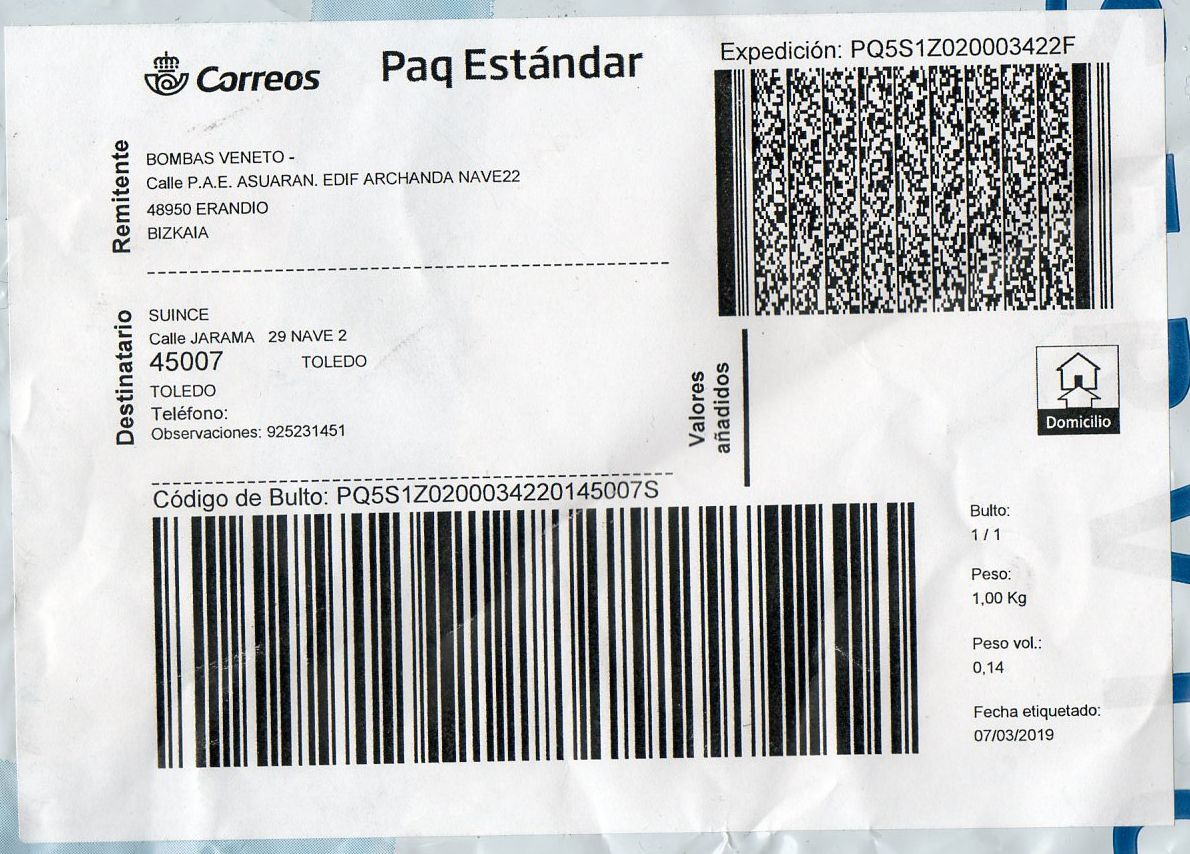 Correos
Paq Estándar
Expedición: PQ5S1Z020003422F
Remitente
BOMBAS VENETO -
Calle P.A.E. ASUARAN. EDIF ARCHANDA NAVE22
48950 ERANDIO
BIZKAIA
Destinatario
SUINCE
Calle JARAMA 29 NAVE 2
45007 TOLEDO
TOLEDO
Teléfono:
Observaciones: 925231451
Valores
añadidos
Domicilio
Código de Bulto: PQ5S1Z0200034220145007S
Bulto:
1 / 1
Peso:
1,00 Kg
Peso vol.:
0,14
Fecha etiquetado:
07/03/2019